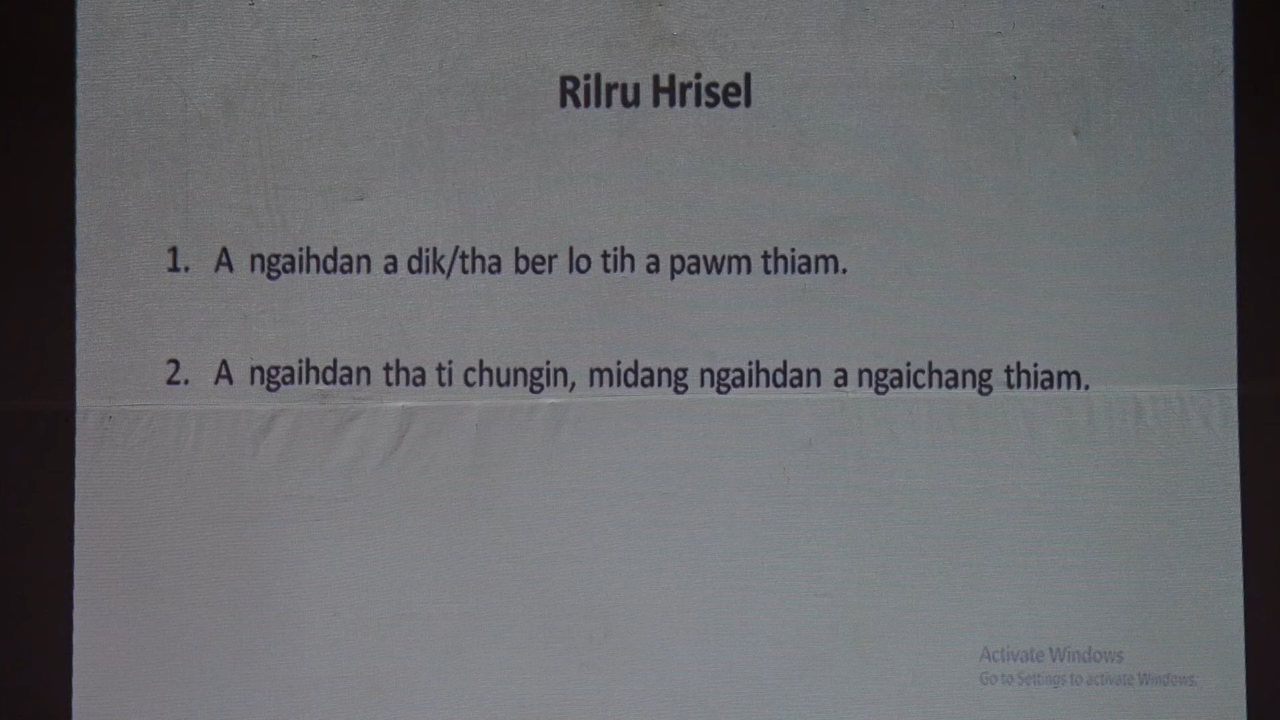 Rilru Hrisel
1. A ngaihdan a dik/tha ber lo tih a pawm thiam.
2. A ngaihdan tha ti chungin, midang ngaihdan a ngaichang thiam.
Activate Windows
Go to Settings to activate Windows.